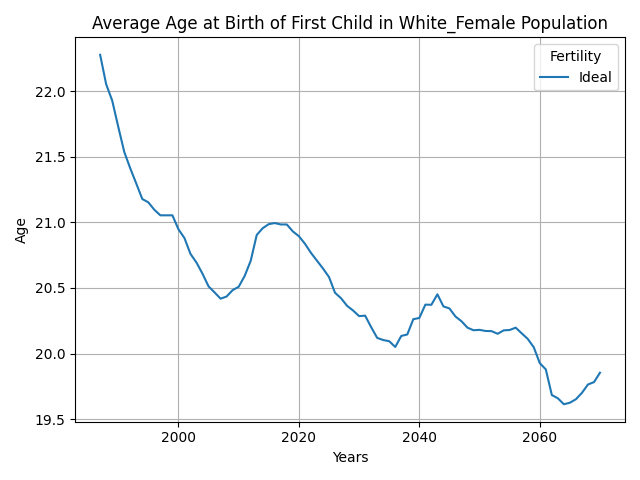 Average Age at Birth of First Child in White_Female Population
Fertility
Ideal
Age
22.0
21.5
21.0
20.5
20.0
19.5
2000
2020
2040
2060
Years